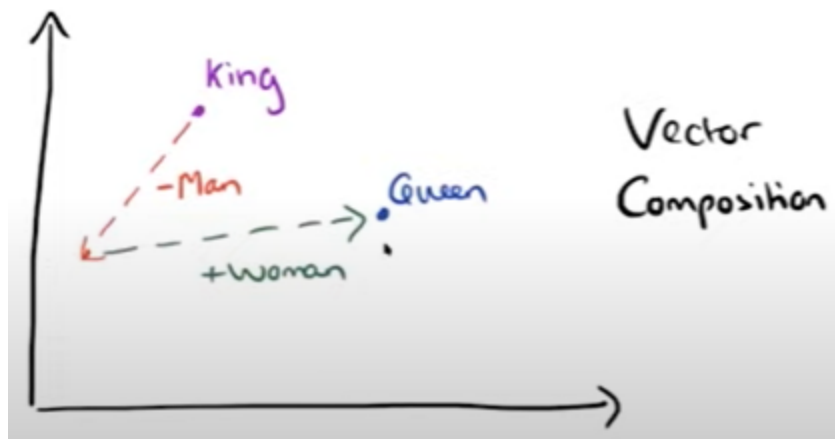 King
-Man
Queen
+Woman
Vector
Composition